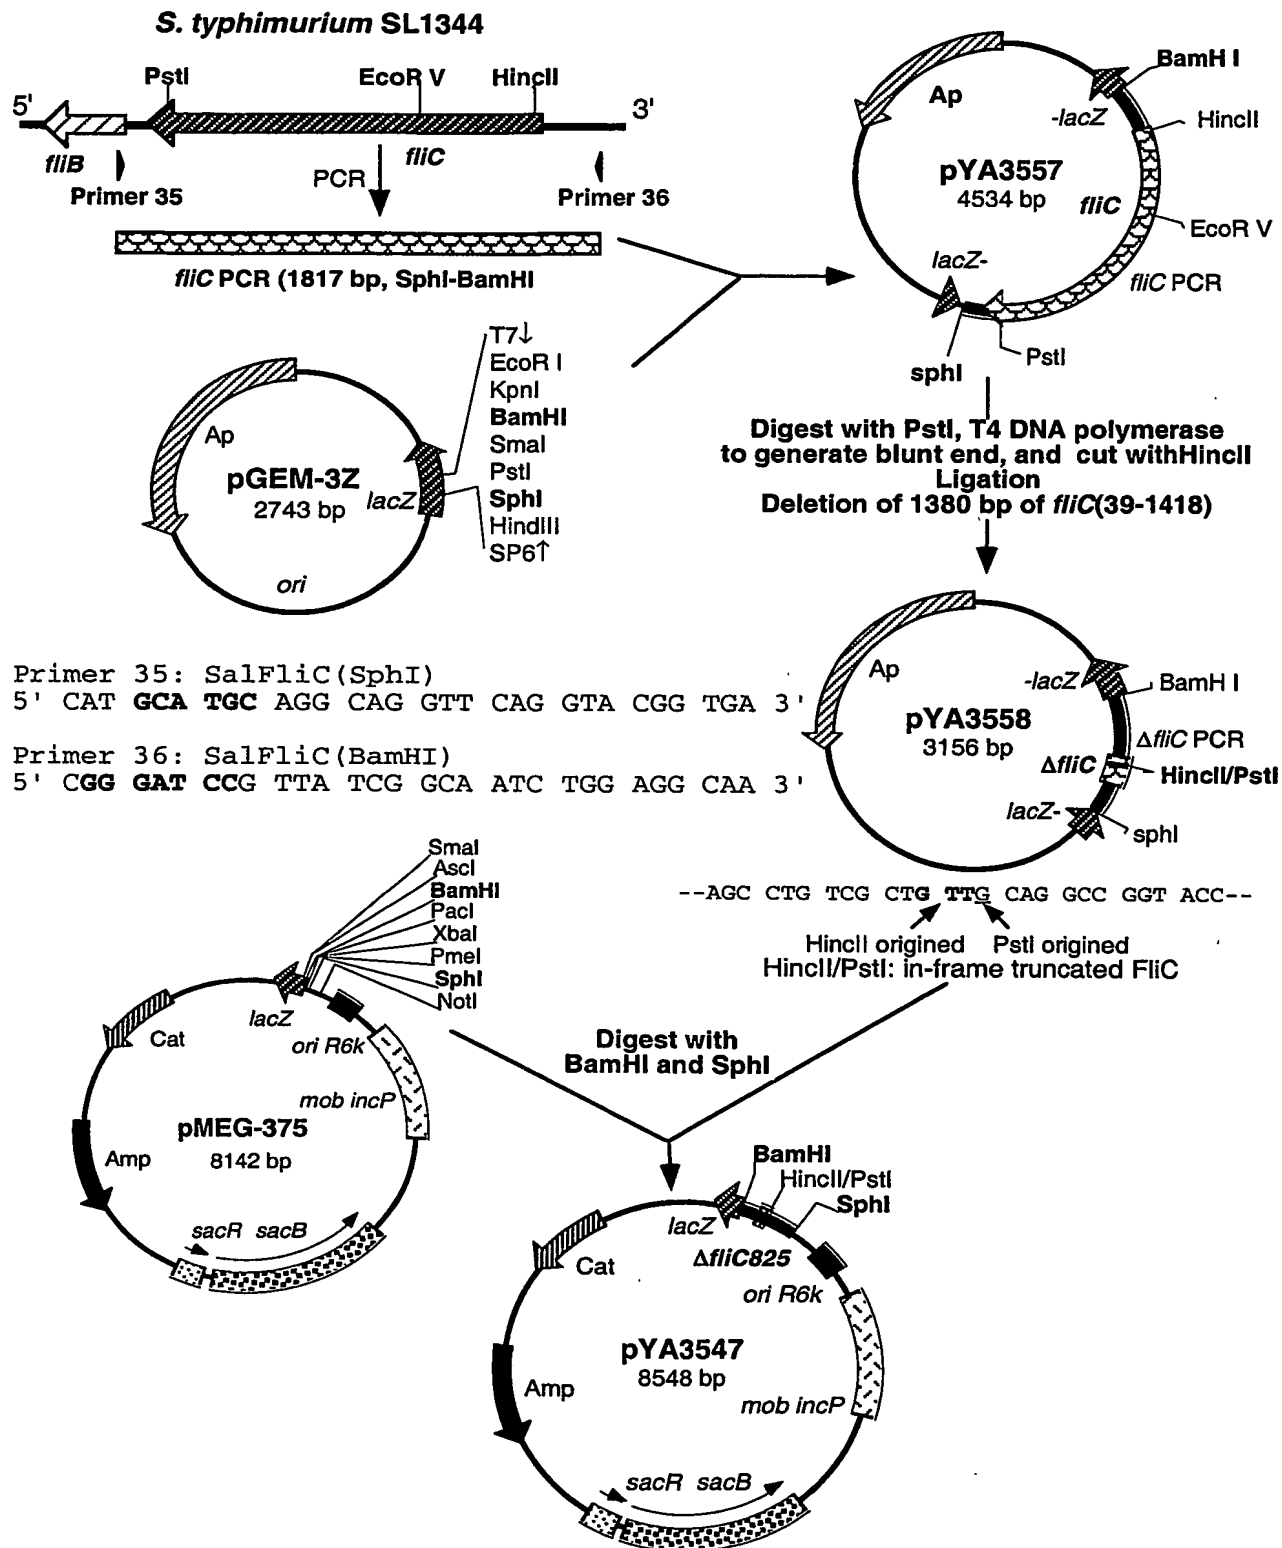 S. typhimurium SL1344
PstI
EcoR V
HincII
5'
3'
fliB
fliC
Primer 35
PCR
Primer 36
fliC PCR (1817 bp, SphI-BamHI
Ap
BamH I
-lacZ
HincII
pYA3557
4534 bp
fliC
EcoR V
lacZ-
fliC PCR
PstI
sphI
T7↓
EcoR I
KpnI
BamHI
SmaI
PstI
SphI
HindIII
SP6↑
Ap
pGEM-3Z
2743 bp
lacZ
ori
Digest with PstI, T4 DNA polymerase
to generate blunt end, and cut withHincII
Ligation
Deletion of 1380 bp of fliC(39-1418)
Primer 35: SalFliC(SphI)
5' CAT GCA TGC AGG CAG GTT CAG GTA CGG TGA 3'
Primer 36: SalFliC(BamHI)
5' CGG GAT CCG TTA TCG GCA ATC TGG AGG CAA 3'
Ap
-lacZ
BamH I
pYA3558
3156 bp
ΔfliC PCR
ΔfliC
HincII/PstI
lacZ-
sphI
--AGC CTG TCG CTG TTG CAG GCC GGT ACC--
HincII origined PstI origined
HincII/PstI: in-frame truncated FliC
SmaI
AscI
BamHI
PacI
XbaI
PmeI
SphI
NotI
lacZ
Cat
ori R6k
mob incP
pMEG-375
8142 bp
Amp
sacR sacB
Digest with
BamHI and SphI
BamHI
HincII/PstI
SphI
lacZ
ΔfliC825
Cat
ori R6k
pYA3547
8548 bp
Amp
mob incP
sacR sacB